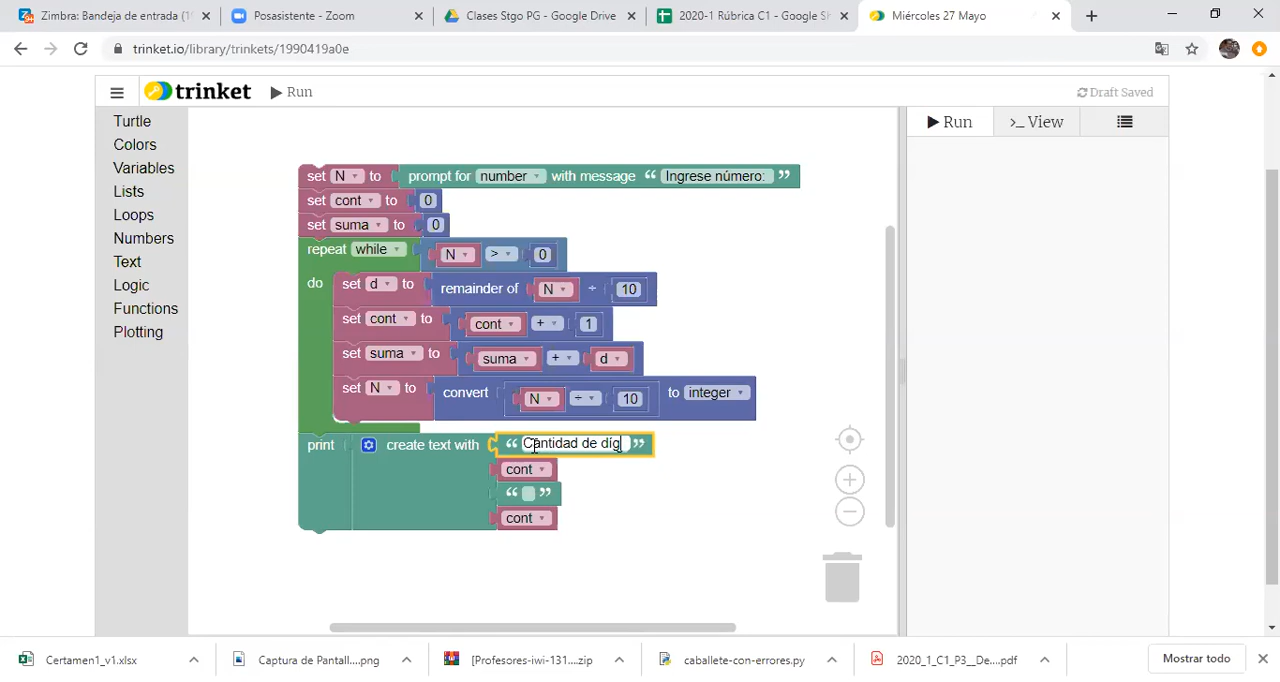 Zimbra: Bandeja de entrada (1
Posasistente - Zoom
Clases Stgo PG - Google Drive
2020-1 Rúbrica C1 - Google Sh
Miércoles 27 Mayo
trinket.io/library/trinkets/1990419a0e
trinket
Run
Draft Saved
Turtle
Colors
Variables
Lists
Loops
Numbers
Text
Logic
Functions
Plotting
set N to prompt for number with message “ Ingrese número: ”
set cont to 0
set suma to 0
repeat while N > 0
do set d to remainder of N ÷ 10
set cont to cont + 1
set suma to suma + d
set N to convert N ÷ 10 to integer
print create text with “ Cantidad de díg ”
cont
“ ”
cont
Run
>_ View
Certamen1_v1.xlsx
Captura de Pantall....png
[Profesores-iwi-131....zip
caballete-con-errores.py
2020_1_C1_P3__De....pdf
Mostrar todo